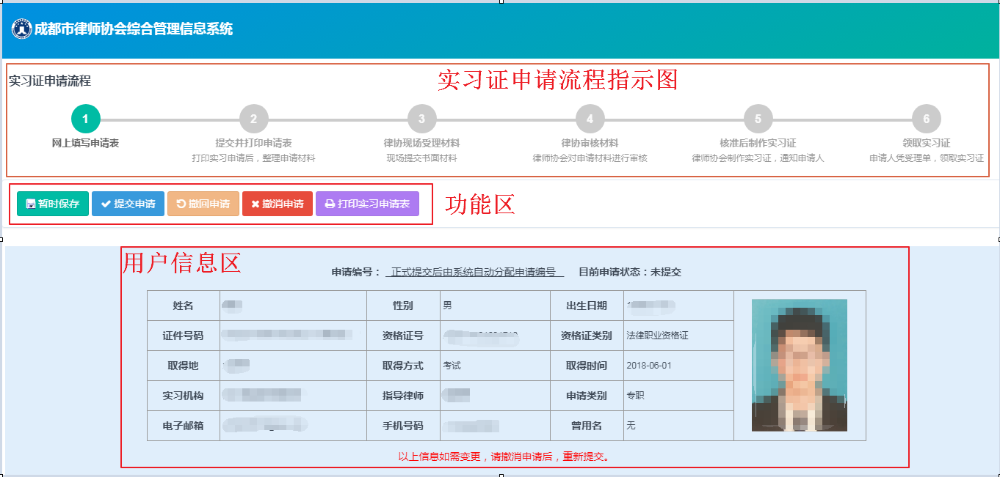 成都市律师协会综合管理信息系统
实习证申请流程
实习证申请流程指示图
1 2 3 4 5 6
网上填写申请表 提交并打印申请表 律协现场受理材料 律协审核材料 核准后制作实习证 领取实习证
打印实习申请后，整理申请材料 现场提交书面材料 律师协会对申请材料进行审核 律师协会制作实习证，通知申请人 申请人凭受理单，领取实习证
暂时保存 提交申请 撤回申请 撤消申请 打印实习申请表 功能区
用户信息区
申请编号： 正式提交后由系统自动分配申请编号 目前申请状态：未提交
姓名 性别 男 出生日期
证件号码 资格证号 资格证类别 法律职业资格证
取得地 取得方式 考试 取得时间 2018-06-01
实习机构 指导律师 申请类别 专职
电子邮箱 手机号码 曾用名 无
以上信息如需变更，请撤消申请后，重新提交。